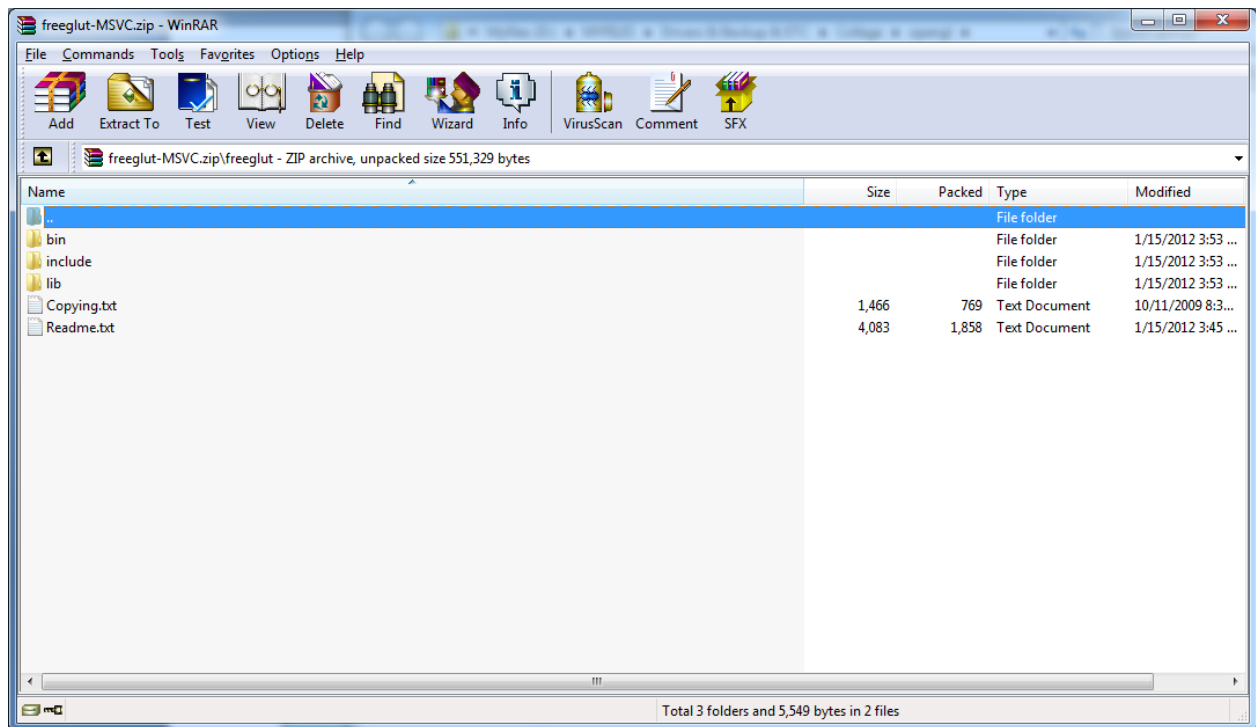 freeglut-MSVC.zip - WinRAR
File Commands Tools Favorites Options Help
Add Extract To Test View Delete Find Wizard Info VirusScan Comment SFX
freeglut-MSVC.zip\freeglut - ZIP archive, unpacked size 551,329 bytes
Name Size Packed Type Modified
.. File folder
bin File folder 1/15/2012 3:53 ...
include File folder 1/15/2012 3:53 ...
lib File folder 1/15/2012 3:53 ...
Copying.txt 1,466 769 Text Document 10/11/2009 8:3...
Readme.txt 4,083 1,858 Text Document 1/15/2012 3:45 ...
Total 3 folders and 5,549 bytes in 2 files